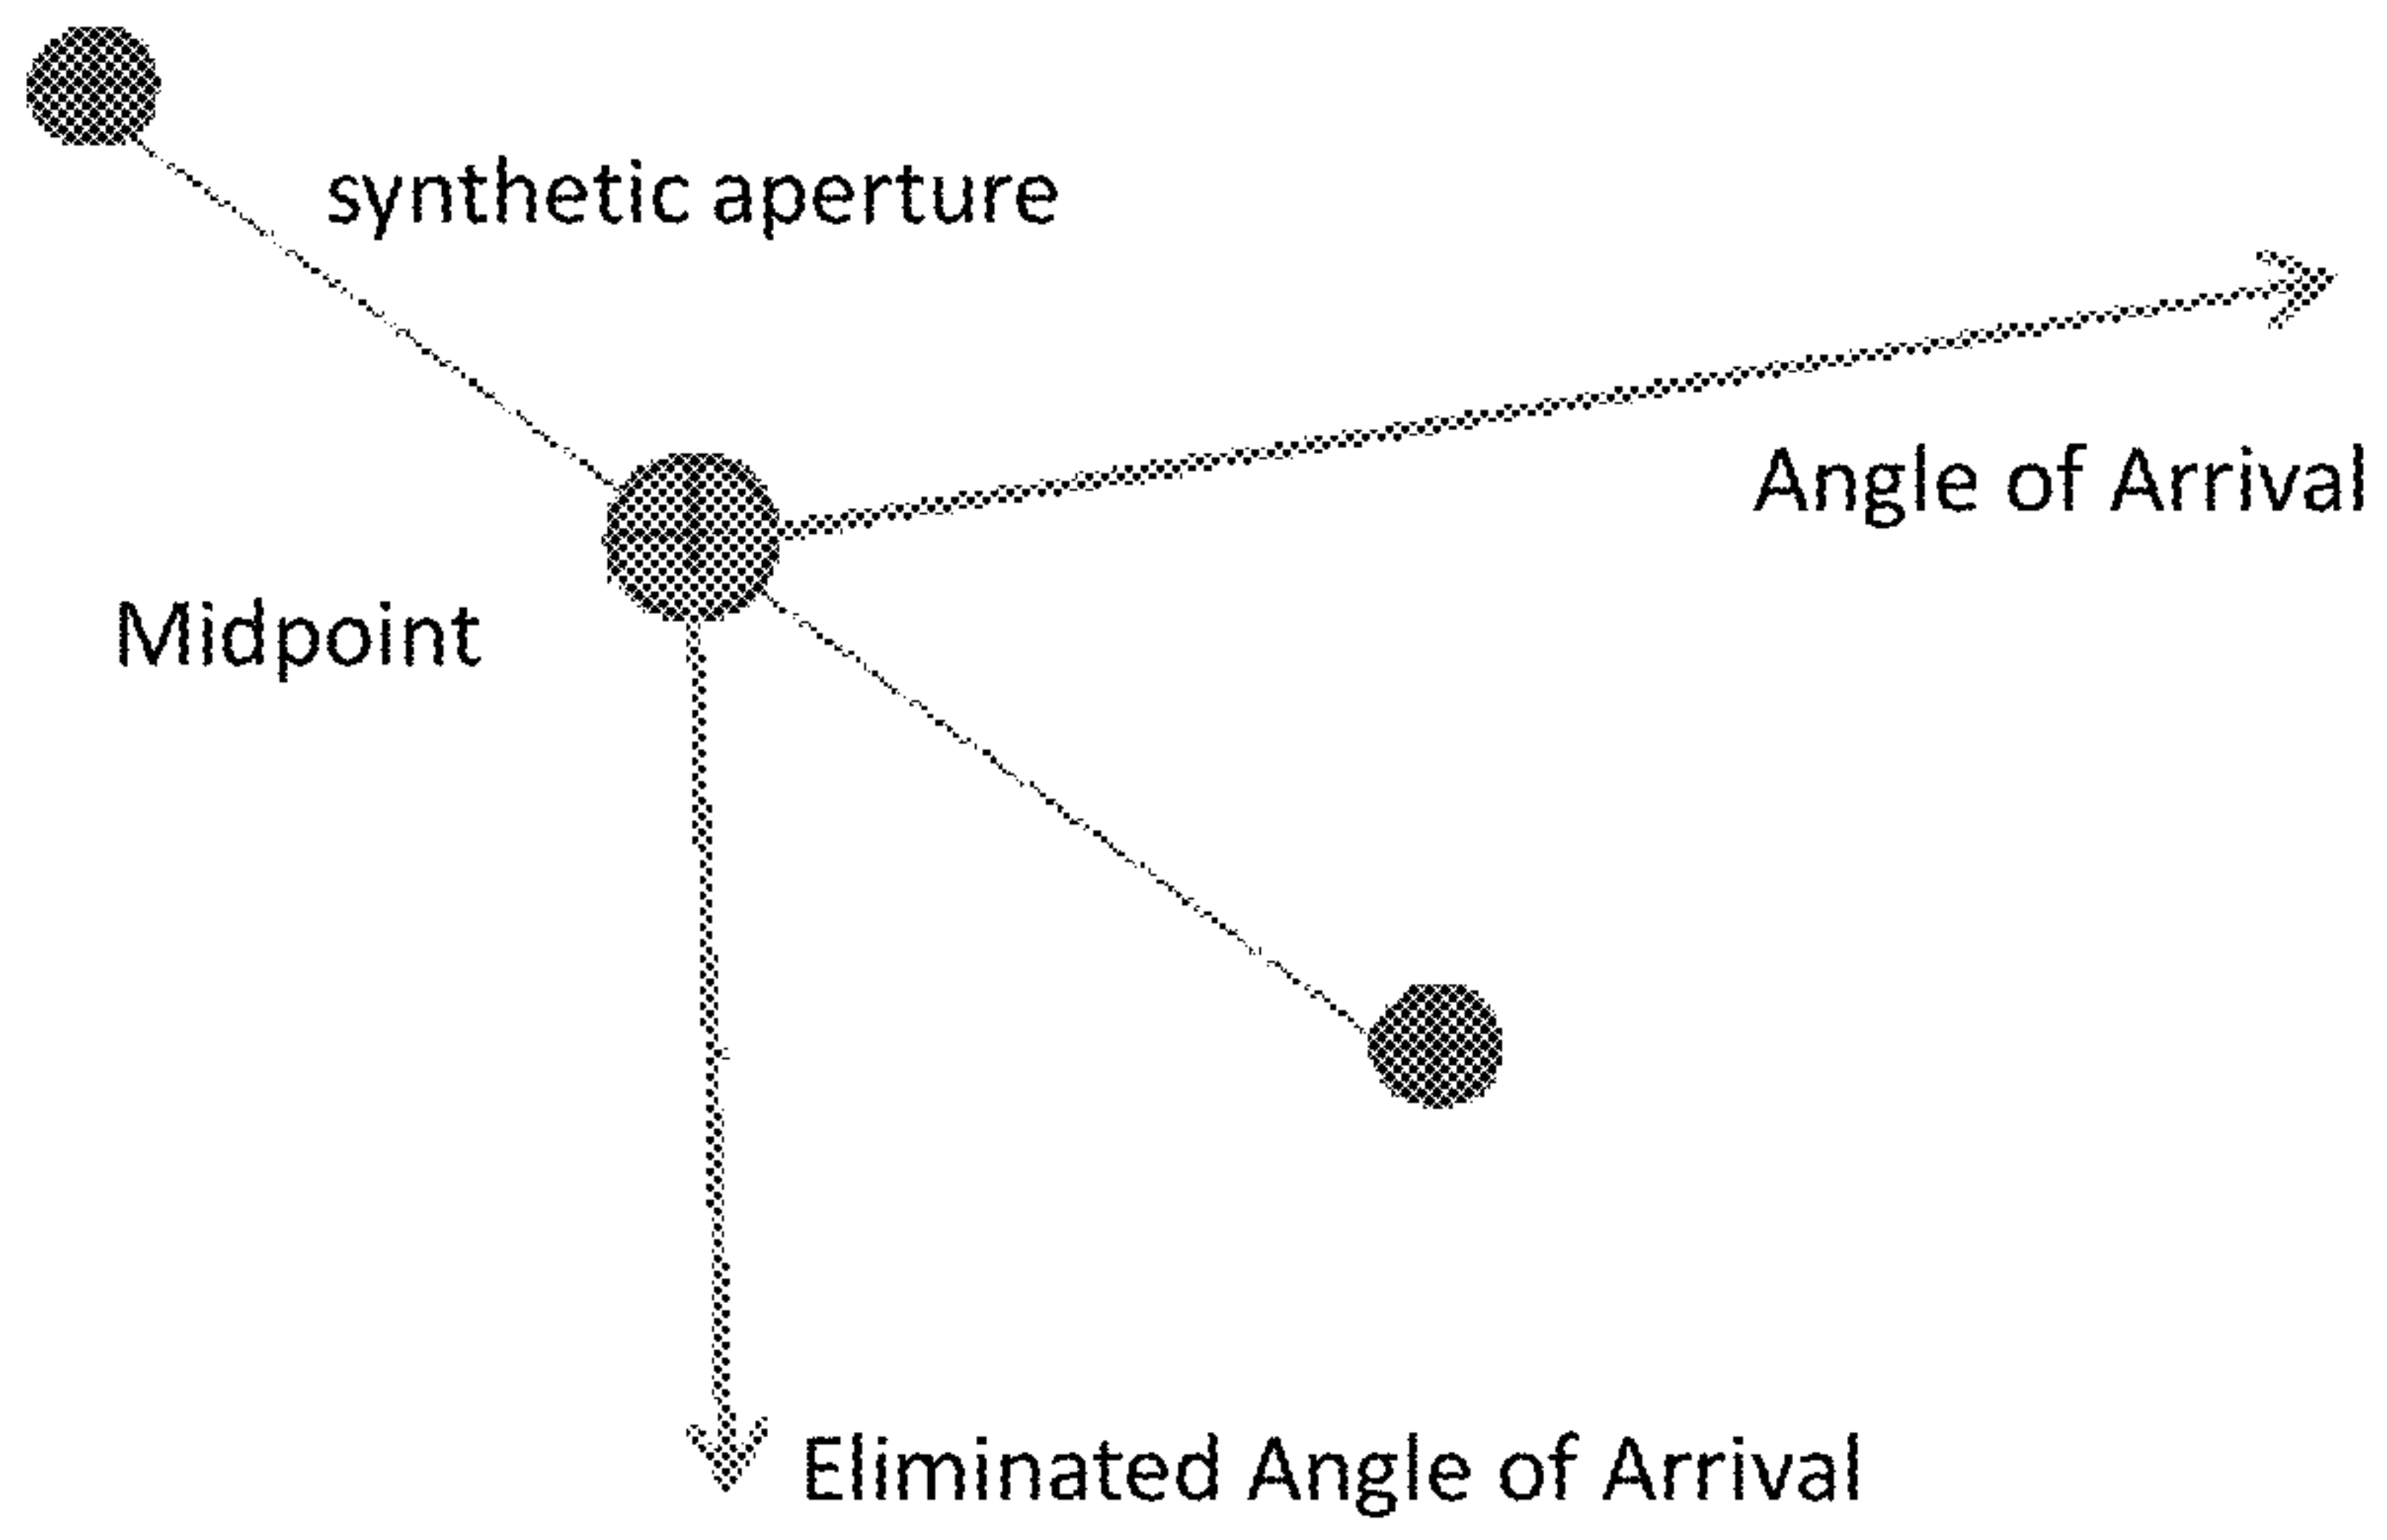 synthetic aperture
Angle of Arrival
Midpoint
Eliminated Angle of Arrival